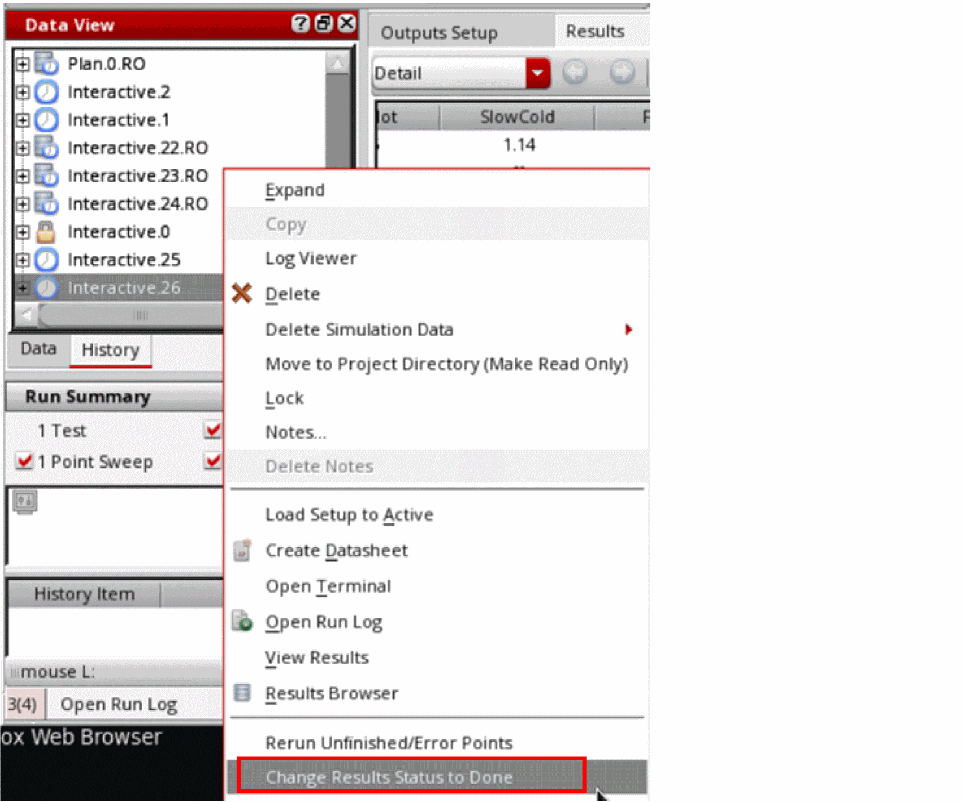 Data View
Plan.0.RO
Interactive.2
Interactive.1
Interactive.22.RO
Interactive.23.RO
Interactive.24.RO
Interactive.0
Interactive.25
Interactive.26
Data History
Run Summary
1 Test
1 Point Sweep
History Item
mouse L:
3(4) Open Run Log
ox Web Browser
Outputs Setup Results
Detail
lot SlowCold F
1.14
Expand
Copy
Log Viewer
Delete
Delete Simulation Data
Move to Project Directory (Make Read Only)
Lock
Notes...
Delete Notes
Load Setup to Active
Create Datasheet
Open Terminal
Open Run Log
View Results
Results Browser
Rerun Unfinished/Error Points
Change Results Status to Done